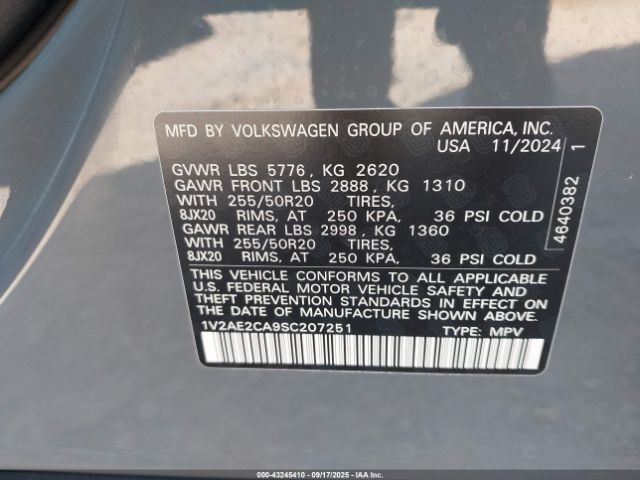 MFD BY VOLKSWAGEN GROUP OF AMERICA, INC.
USA 11/2024
GVWR LBS 5776, KG 2620
GAWR FRONT LBS 2888, KG 1310
WITH 255/50R20 TIRES,
8JX20 RIMS, AT 250 KPA, 36 PSI COLD
GAWR REAR LBS 2998, KG 1360
WITH 255/50R20 TIRES,
8JX20 RIMS, AT 250 KPA, 36 PSI COLD
THIS VEHICLE CONFORMS TO ALL APPLICABLE
U.S. FEDERAL MOTOR VEHICLE SAFETY AND
THEFT PREVENTION STANDARDS IN EFFECT ON
THE DATE OF MANUFACTURE SHOWN ABOVE.
1V2AE2CA9SC207251 TYPE: MPV
4640382 1
000-43245410 - 09/17/2025 - IAAI.COM